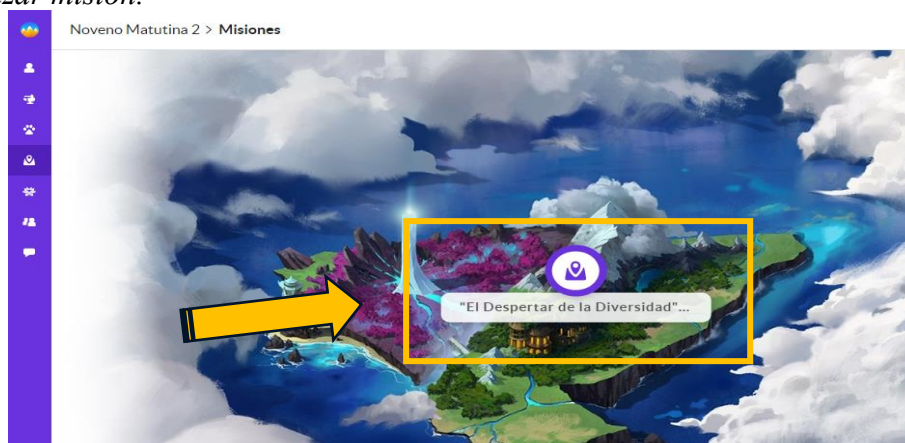 Noveno Matutina 2 > Misiones
"El Despertar de la Diversidad"...